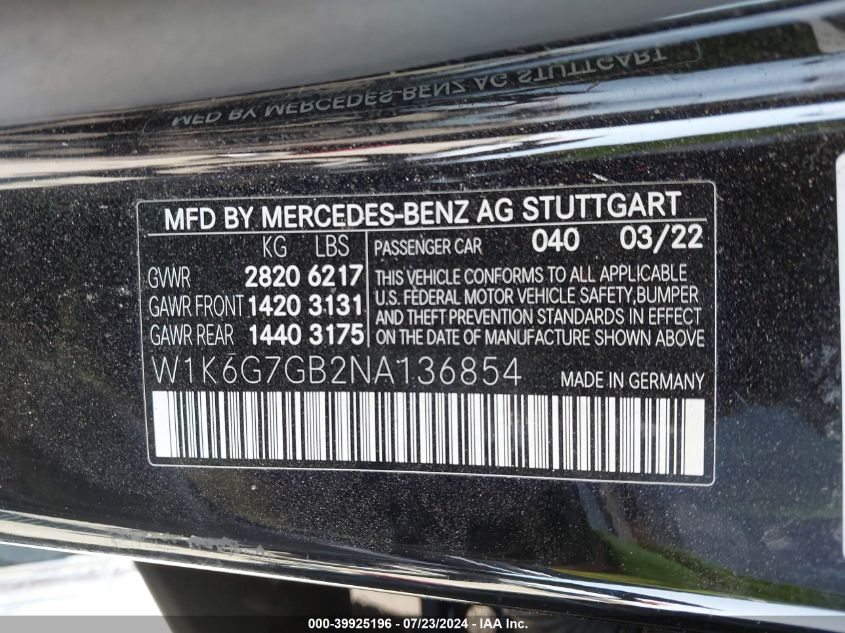 MFD BY MERCEDES-BENZ AG STUTTGART
MFD BY MERCEDES-BENZ AG STUTTGART
KG LBS PASSENGER CAR 040 03/22
GVWR 2820 6217 THIS VEHICLE CONFORMS TO ALL APPLICABLE
GAWR FRONT 1420 3131 U.S. FEDERAL MOTOR VEHICLE SAFETY,BUMPER
AND THEFT PREVENTION STANDARDS IN EFFECT
GAWR REAR 1440 3175 ON THE DATE OF MANUFACTURE SHOWN ABOVE
W1K6G7GB2NA136854 MADE IN GERMANY
000-39925196 - 07/23/2024 - IAAI Inc.